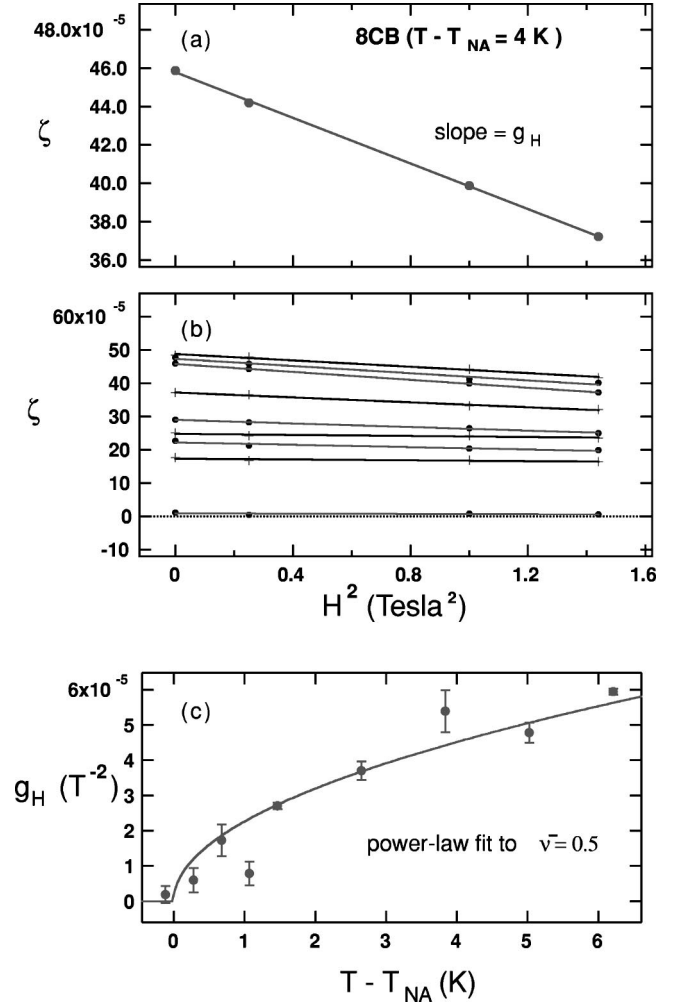 48.0x10 -5
(a)
8CB (T - T NA = 4 K )
46.0
44.0
ζ
slope = g H
42.0
40.0
38.0
36.0
60x10 -5
(b)
50
40
ζ
30
20
10
0
-10
0 0.4 0.8 1.2 1.6
H 2 (Tesla 2)
6x10 -5
(c)
5
4
g H (T -2)
3
2
power-law fit to ν̄ = 0.5
1
0
0 1 2 3 4 5 6
T - T NA (K)